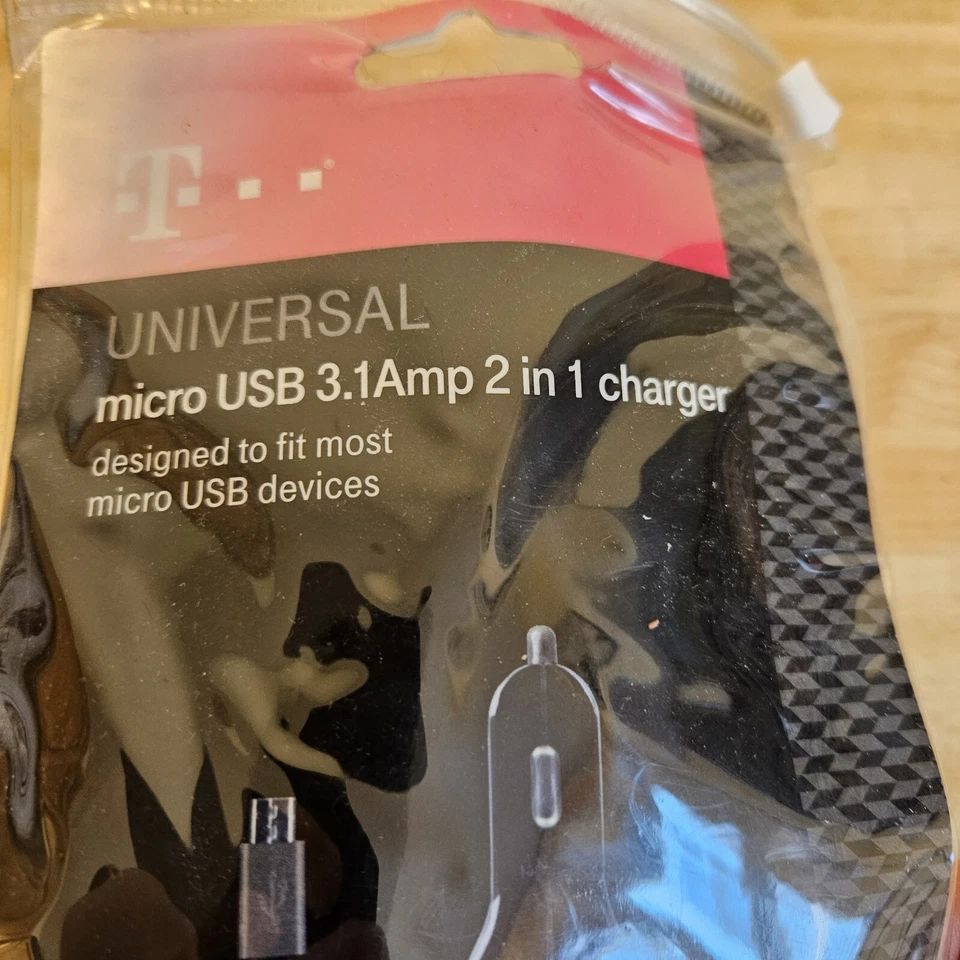 T®
UNIVERSAL
micro USB 3.1Amp 2 in 1 charger
designed to fit most
micro USB devices